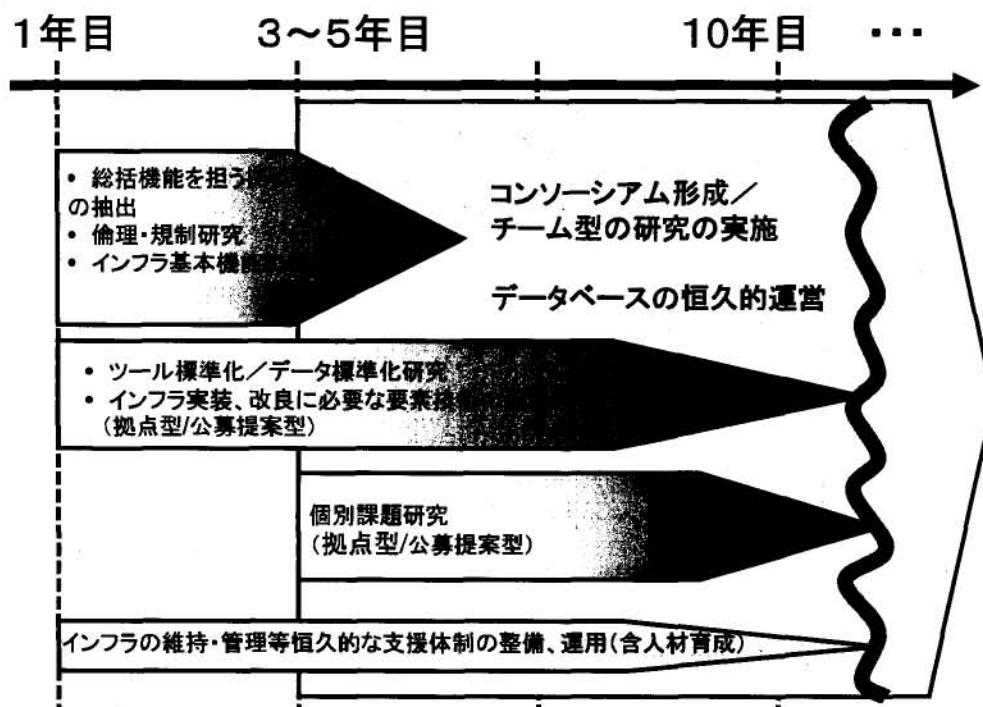 1年目 3～5年目 10年目 …
• 総括機能を担う
の抽出
• 倫理・規制研究
• インフラ基本機能
コンソーシアム形成／
チーム型の研究の実施
データベースの恒久的運営
• ツール標準化／データ標準化研究
• インフラ実装、改良に必要な要素技術
（拠点型/公募提案型）
個別課題研究
（拠点型/公募提案型）
インフラの維持・管理等恒久的な支援体制の整備、運用（含人材育成）